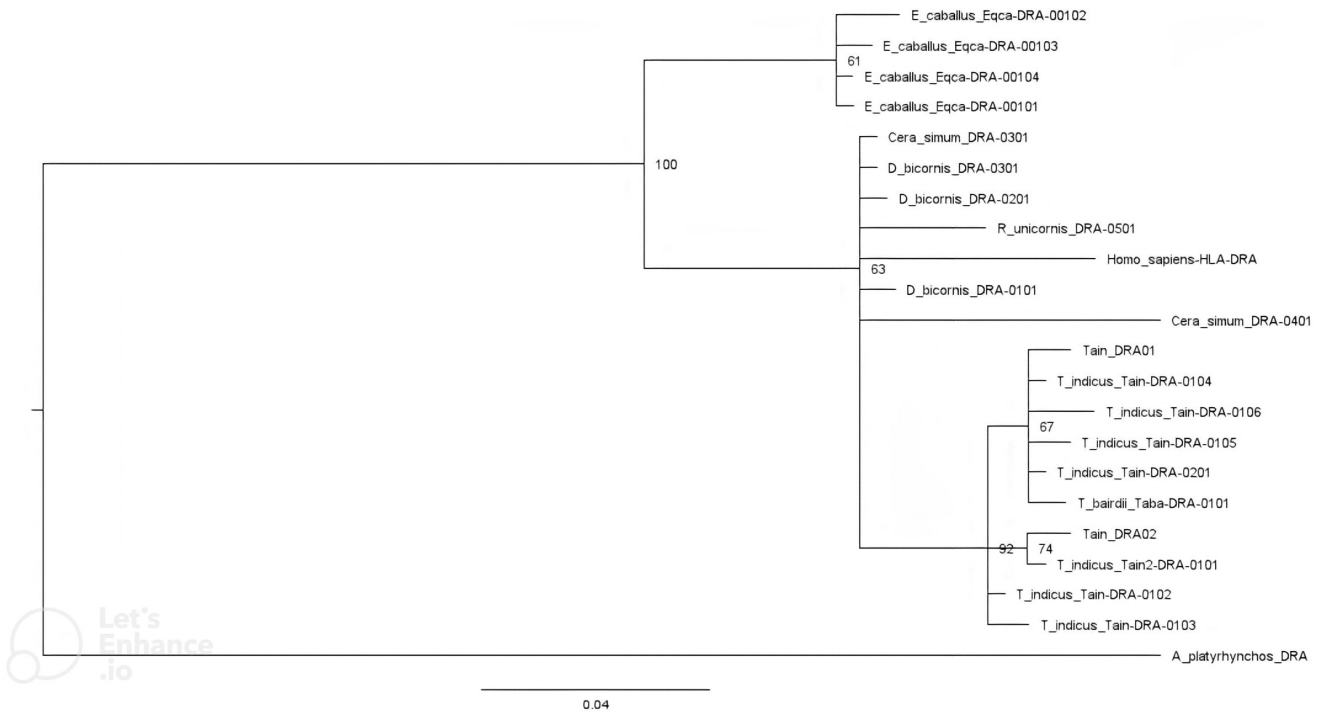 E_caballus_Eqca-DRA-00102
E_caballus_Eqca-DRA-00103
61
E_caballus_Eqca-DRA-00104
E_caballus_Eqca-DRA-00101
Cera_simum_DRA-0301
100
D_bicornis_DRA-0301
D_bicornis_DRA-0201
R_unicornis_DRA-0501
Homo_sapiens-HLA-DRA
63
D_bicornis_DRA-0101
Cera_simum_DRA-0401
Tain_DRA01
T_indicus_Tain-DRA-0104
T_indicus_Tain-DRA-0106
67
T_indicus_Tain-DRA-0105
T_indicus_Tain-DRA-0201
T_bairdii_Taba-DRA-0101
Tain_DRA02
92 74
T_indicus_Tain2-DRA-0101
T_indicus_Tain-DRA-0102
T_indicus_Tain-DRA-0103
Let's
Enhance
.io
A_platyrhynchos_DRA
0.04